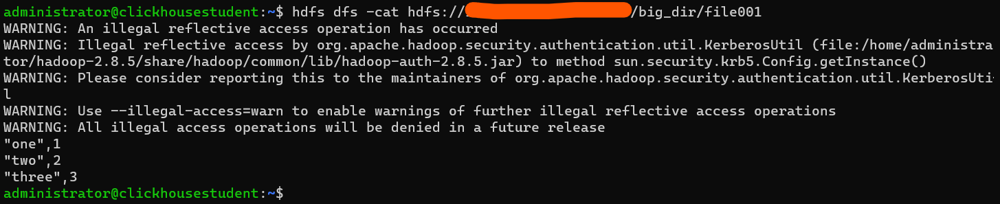 administrator@clickhousestudent:~$ hdfs dfs -cat hdfs:// /big_dir/file001
WARNING: An illegal reflective access operation has occurred
WARNING: Illegal reflective access by org.apache.hadoop.security.authentication.util.KerberosUtil (file:/home/administra
tor/hadoop-2.8.5/share/hadoop/common/lib/hadoop-auth-2.8.5.jar) to method sun.security.krb5.Config.getInstance()
WARNING: Please consider reporting this to the maintainers of org.apache.hadoop.security.authentication.util.KerberosUti
l
WARNING: Use --illegal-access=warn to enable warnings of further illegal reflective access operations
WARNING: All illegal access operations will be denied in a future release
"one",1
"two",2
"three",3
administrator@clickhousestudent:~$